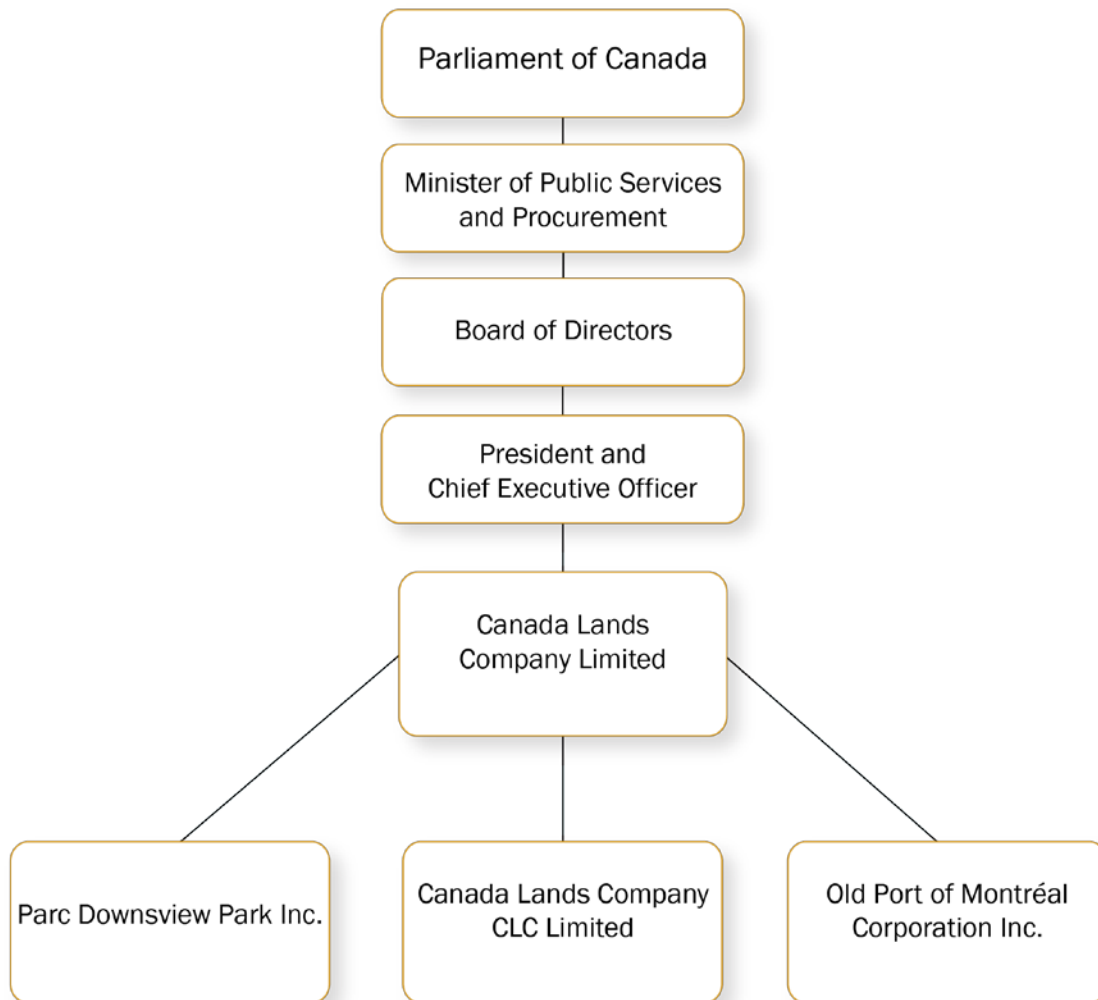 Parliament of Canada
Minister of Public Services
and Procurement
Board of Directors
President and
Chief Executive Officer
Canada Lands
Company Limited
Parc Downsview Park Inc.
Canada Lands Company
CLC Limited
Old Port of Montréal
Corporation Inc.